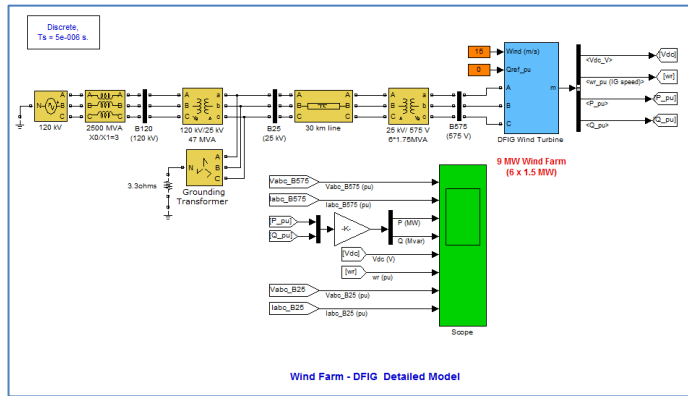 Discrete,
Ts = 5e-006 s.
15
Wind (m/s)
0
Qref_pu
A
B
C
m
DFIG Wind Turbine
9 MW Wind Farm
(6 x 1.5 MW)
<Vdc_V>
[Vdc]
<wr_pu (IG speed)>
[wr]
<P_pu>
[P_pu]
<Q_pu>
[Q_pu]
N
A
B
C
120 kV
A
B
C
A
B
C
2500 MVA
X0/X1=3
B120
(120 kV)
A
B
C
a
b
c
120 kV/25 kV
47 MVA
B25
(25 kV)
A
B
C
A
B
C
30 km line
A
B
C
a
b
c
25 kV/ 575 V
6*1.75MVA
B575
(575 V)
3.3ohms
N
A
B
C
Grounding
Transformer
Vabc_B575
Vabc_B575 (pu)
Iabc_B575
Iabc_B575 (pu)
[P_pu]
[Q_pu]
-K-
P (MW)
Q (Mvar)
[Vdc]
Vdc (V)
[wr]
wr (pu)
Vabc_B25
Vabc_B25 (pu)
Iabc_B25
Iabc_B25 (pu)
Scope
Wind Farm - DFIG Detailed Model